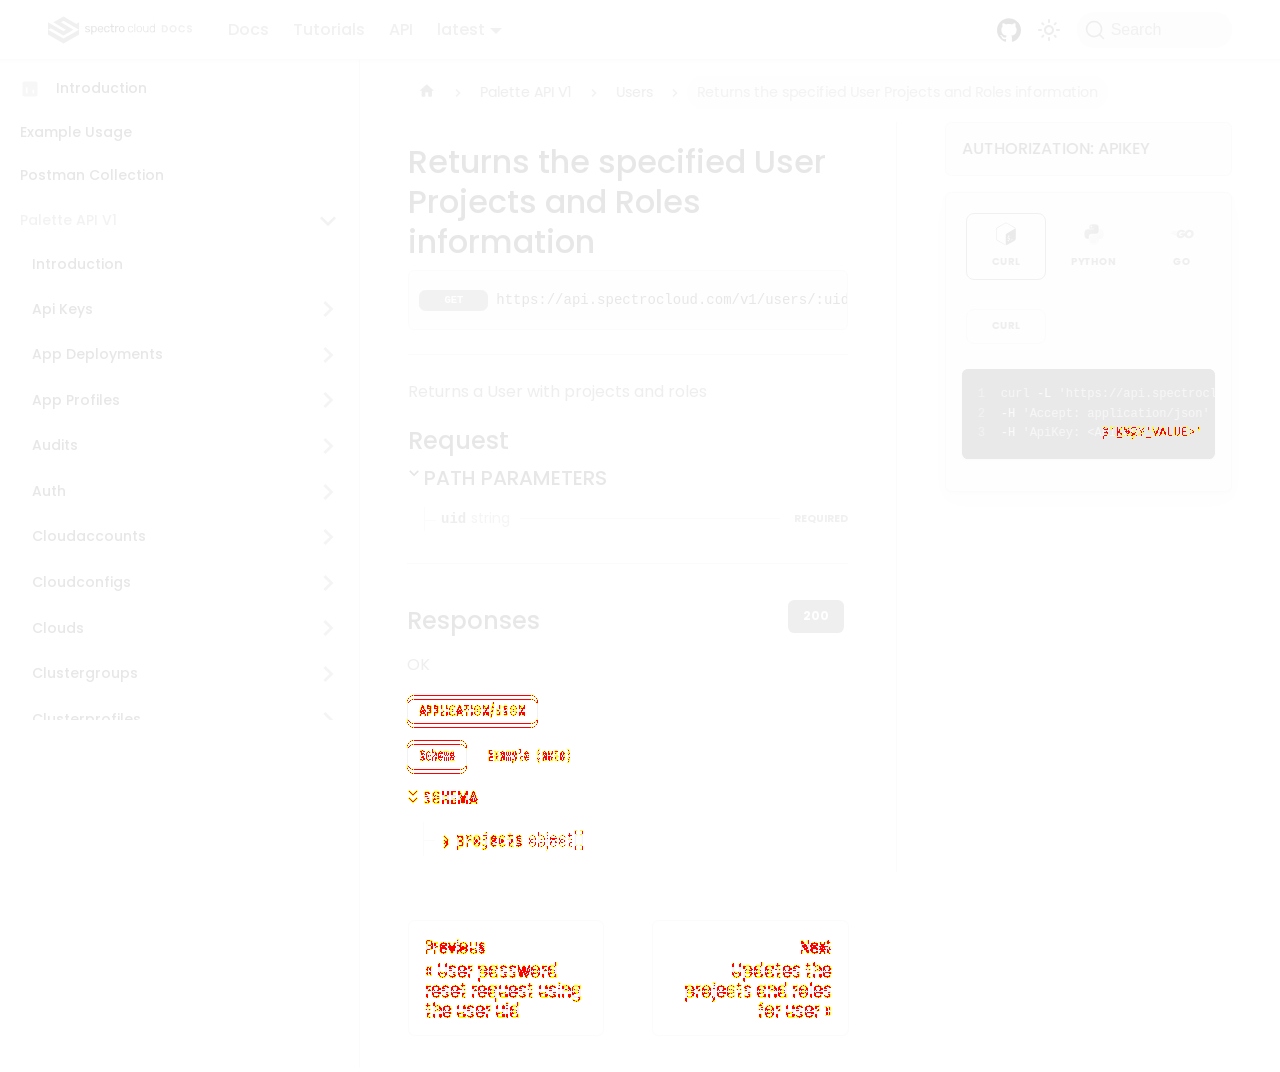 spectro cloud DOCS
Docs Tutorials API latest
Search
Introduction
Example Usage
Postman Collection
Palette API V1
Introduction
Api Keys
App Deployments
App Profiles
Audits
Auth
Cloudaccounts
Cloudconfigs
Clouds
Clustergroups
Clusterprofiles
Palette API V1 > Users > Returns the specified User Projects and Roles information
Returns the specified User
Projects and Roles
information
GET https://api.spectrocloud.com/v1/users/:uid
Returns a User with projects and roles
Request
PATH PARAMETERS
uid string REQUIRED
Responses
200
OK
APPLICATION/JSON
Schema Example (auto)
SCHEMA
projects object[]
Previous
« User password
reset request using
the user uid
Next
Updates the
projects and roles
for user »
AUTHORIZATION: APIKEY
CURL PYTHON GO
CURL
1 curl -L 'https://api.spectrocl
2 -H 'Accept: application/json'
3 -H 'ApiKey: